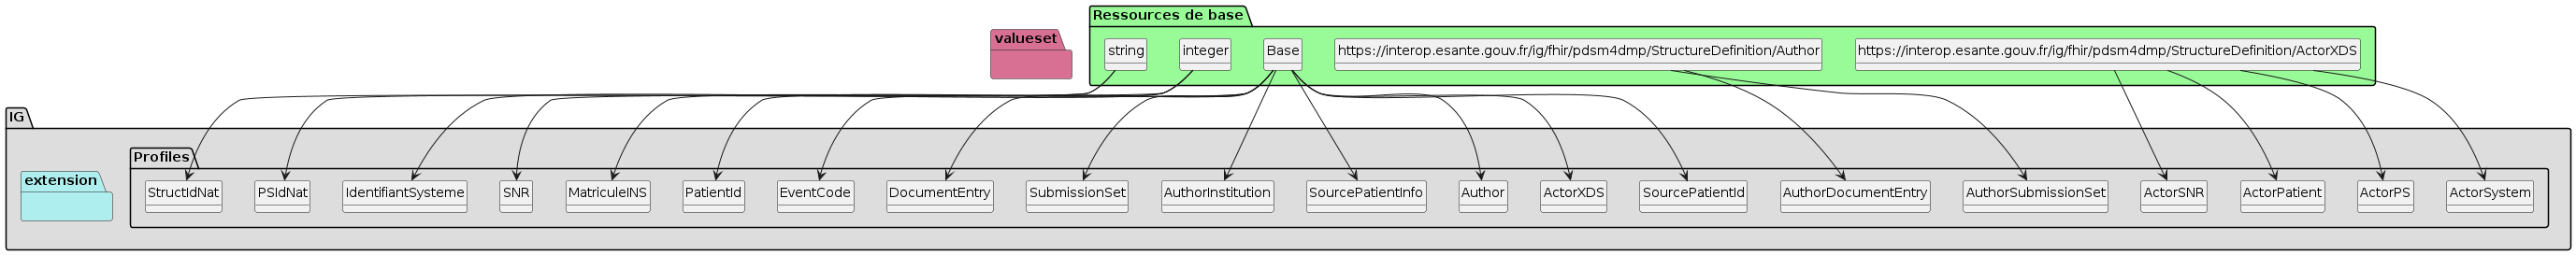 Ressources de base
valueset
string
integer
Base
https://interop.esante.gouv.fr/ig/fhir/pdsm4dmp/StructureDefinition/Author
https://interop.esante.gouv.fr/ig/fhir/pdsm4dmp/StructureDefinition/ActorXDS
IG
Profiles
extension
StructIdNat
PSIdNat
IdentifiantSysteme
SNR
MatriculeINS
PatientId
EventCode
DocumentEntry
SubmissionSet
AuthorInstitution
SourcePatientInfo
Author
ActorXDS
SourcePatientId
AuthorDocumentEntry
AuthorSubmissionSet
ActorSNR
ActorPatient
ActorPS
ActorSystem